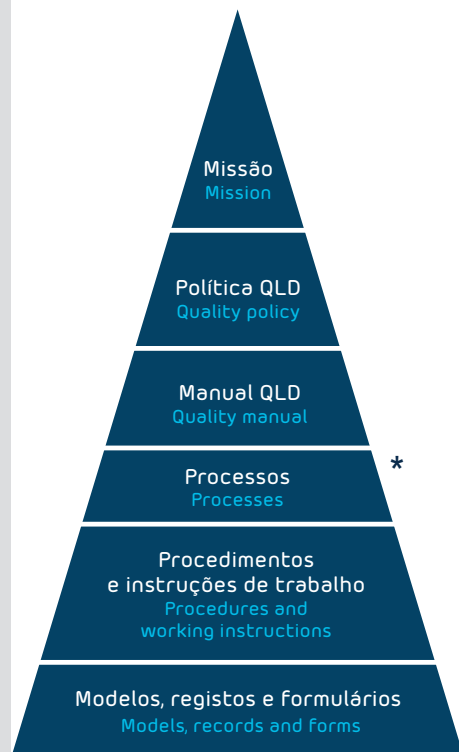 Missão
Mission
Política QLD
Quality policy
Manual QLD
Quality manual
*
Processos
Processes
Procedimentos
e instruções de trabalho
Procedures and
working instructions
Modelos, registos e formulários
Models, records and forms